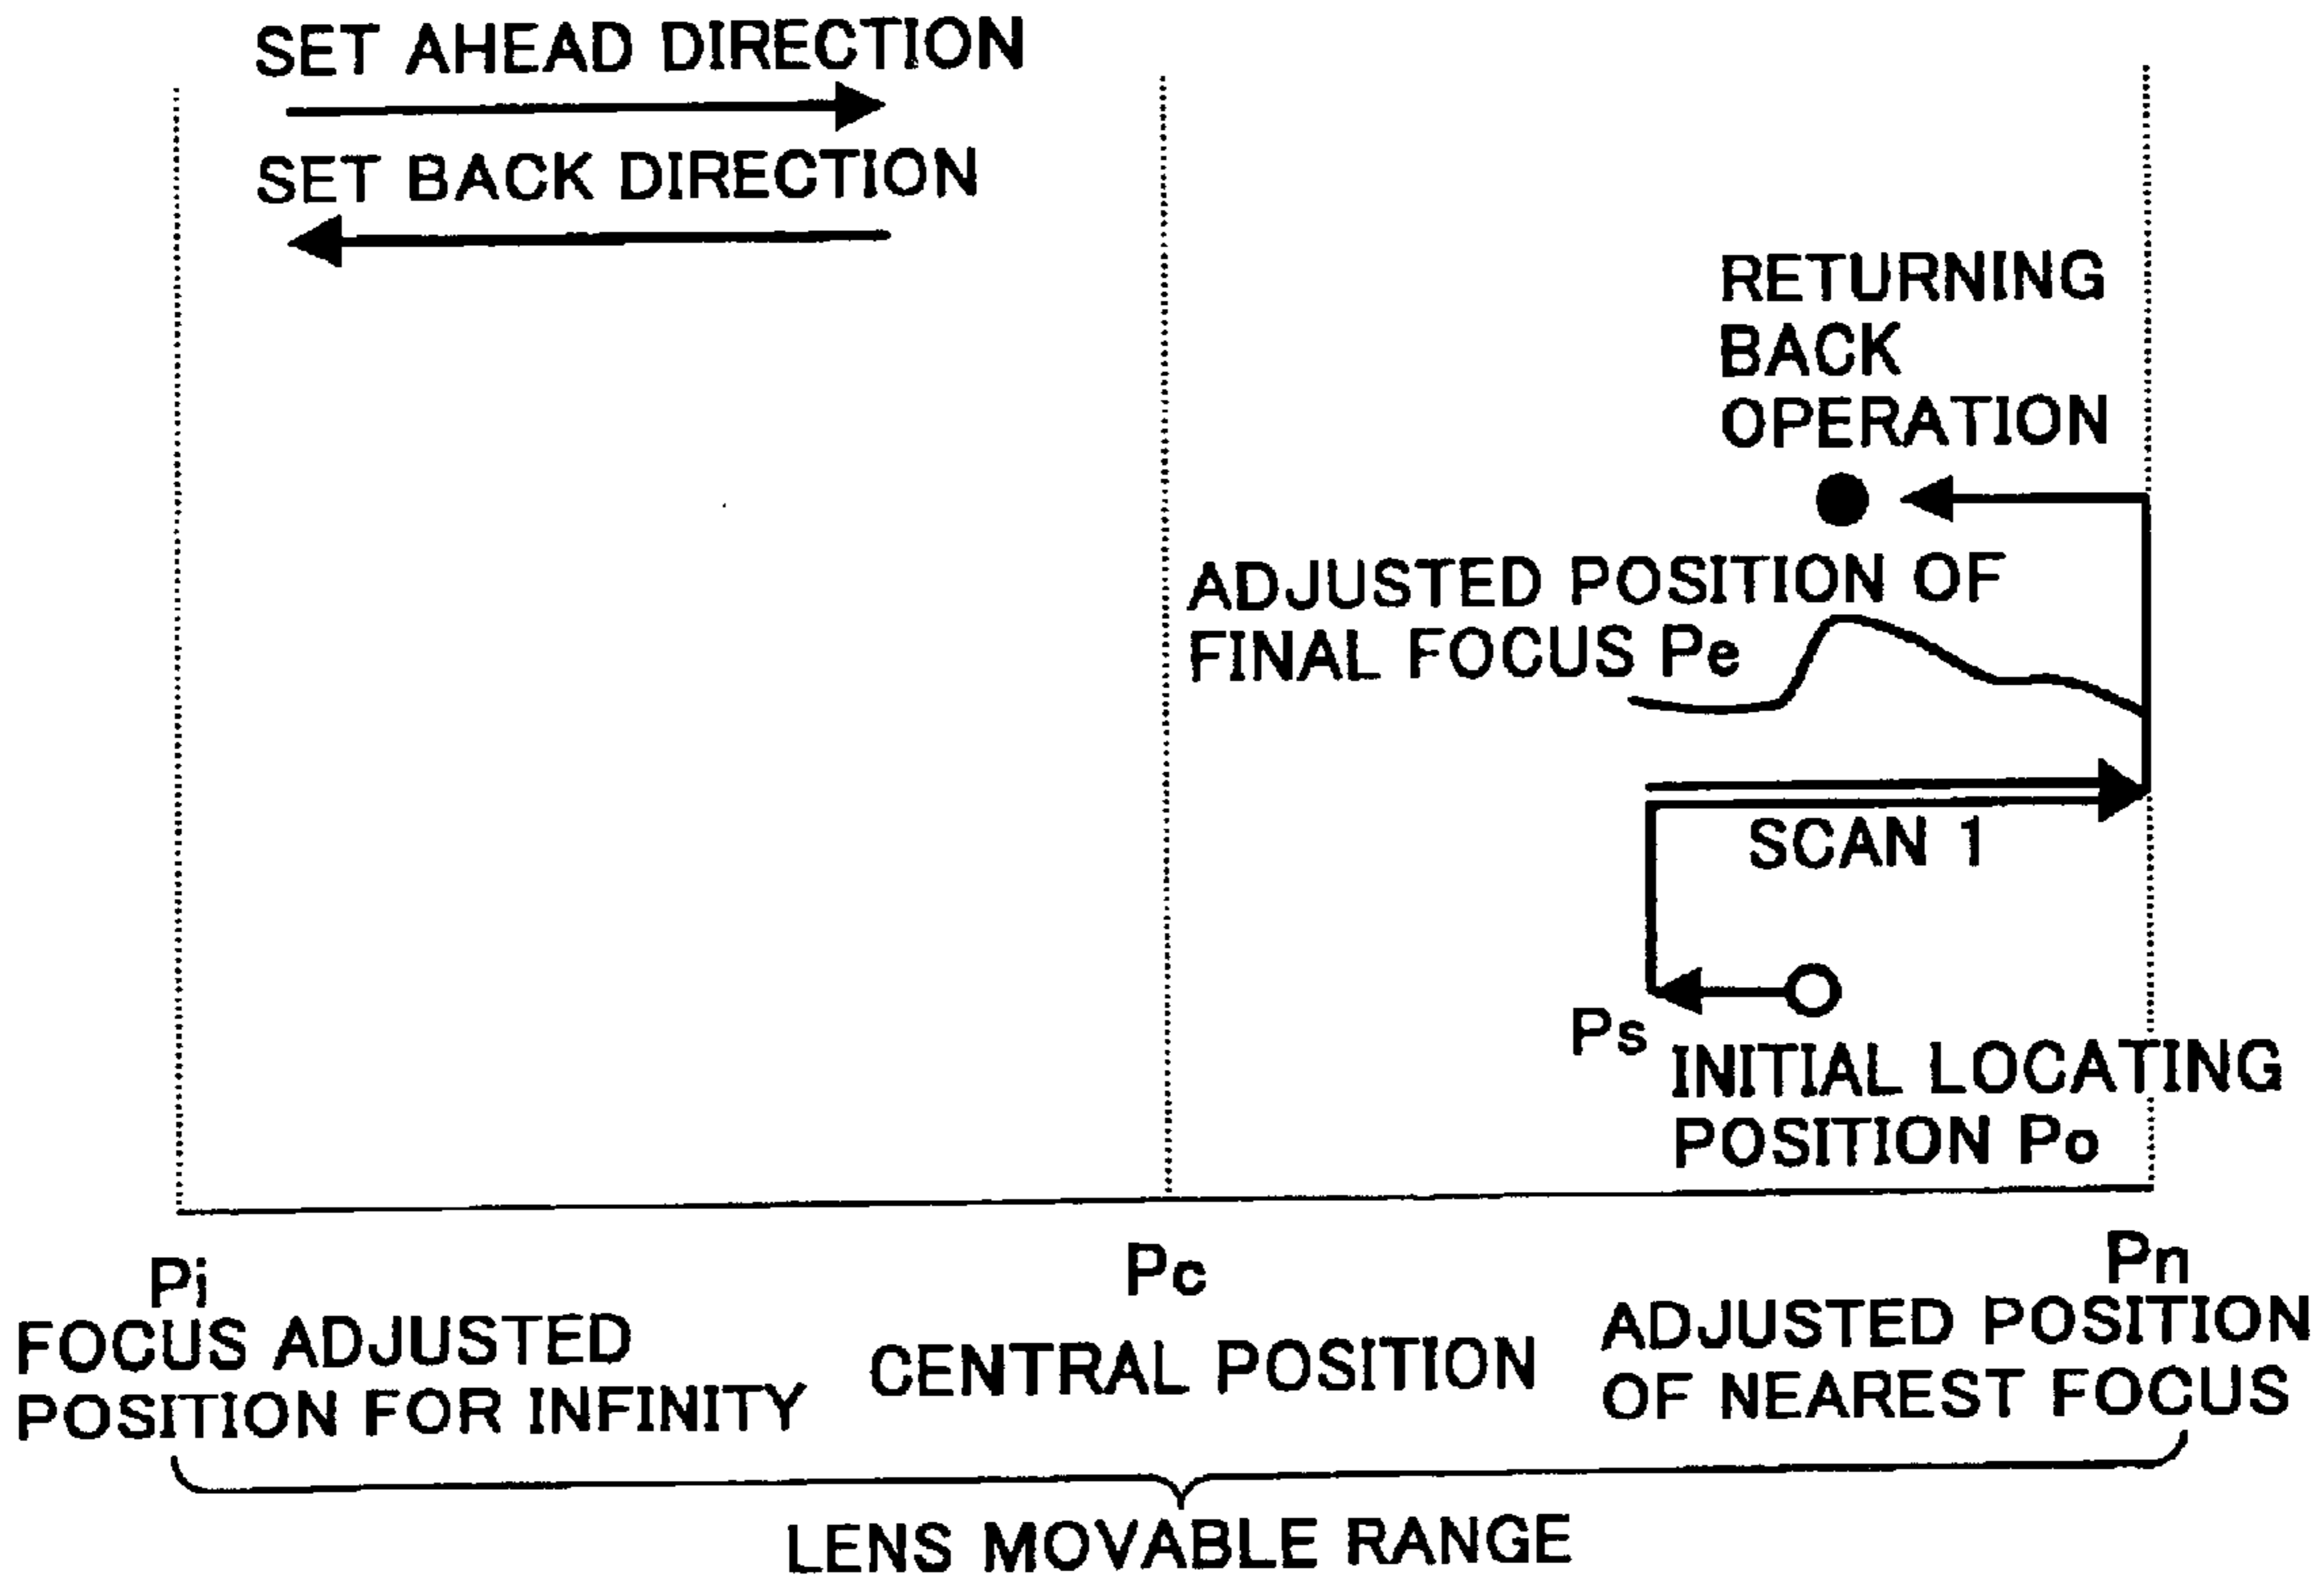 SET AHEAD DIRECTION
SET BACK DIRECTION
RETURNING
BACK
OPERATION
ADJUSTED POSITION OF
FINAL FOCUS Pe
SCAN 1
Ps
INITIAL LOCATING
POSITION Po
Pi
FOCUS ADJUSTED
POSITION FOR INFINITY
Pc
CENTRAL POSITION
Pn
ADJUSTED POSITION
OF NEAREST FOCUS
LENS MOVABLE RANGE